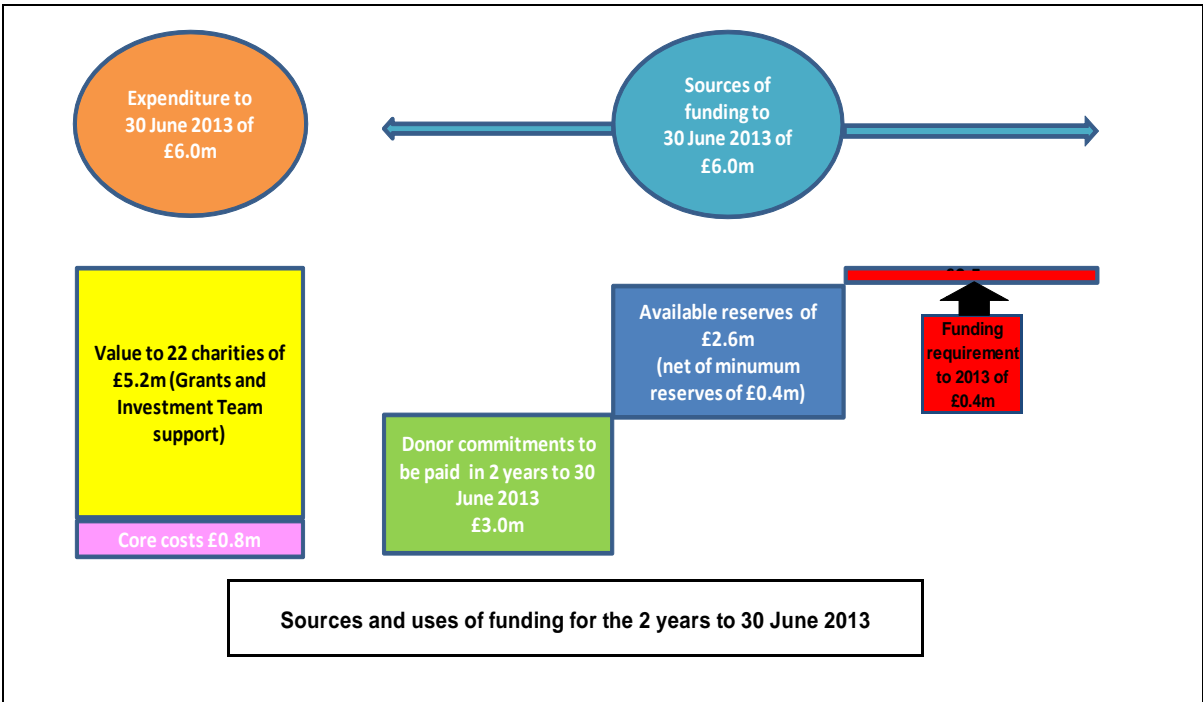 Expenditure to
30 June 2013 of
£6.0m
Sources of
funding to
30 June 2013 of
£6.0m
Value to 22 charities of
£5.2m (Grants and
Investment Team
support)
Core costs £0.8m
Donor commitments to
be paid in 2 years to 30
June 2013
£3.0m
Available reserves of
£2.6m
(net of minumum
reserves of £0.4m)
Funding
requirement
to 2013 of
£0.4m
Sources and uses of funding for the 2 years to 30 June 2013